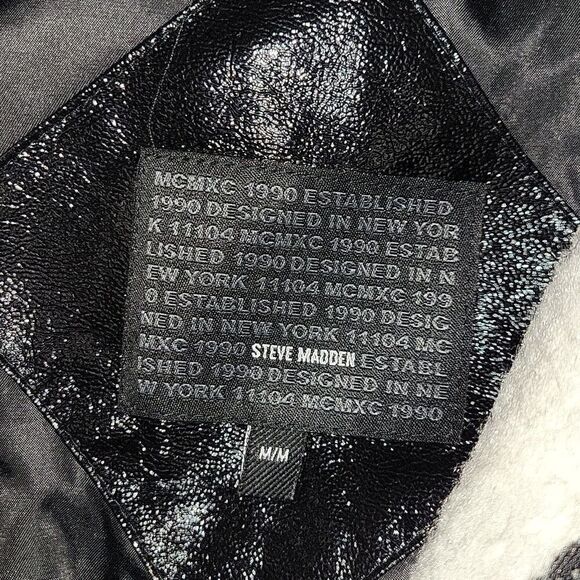 MCMXC 1990 ESTABLISHED
1990 DESIGNED IN NEW YOR
K 11104 MCMXC 1990 ESTAB
LISHED 1990 DESIGNED IN N
EW YORK 11104 MCMXC 199
0 ESTABLISHED 1990 DESIG
NED IN NEW YORK 11104 MC
MXC 1990 STEVE MADDEN ESTABL
ISHED 1990 DESIGNED IN NE
W YORK 11104 MCMXC 1990
M/M